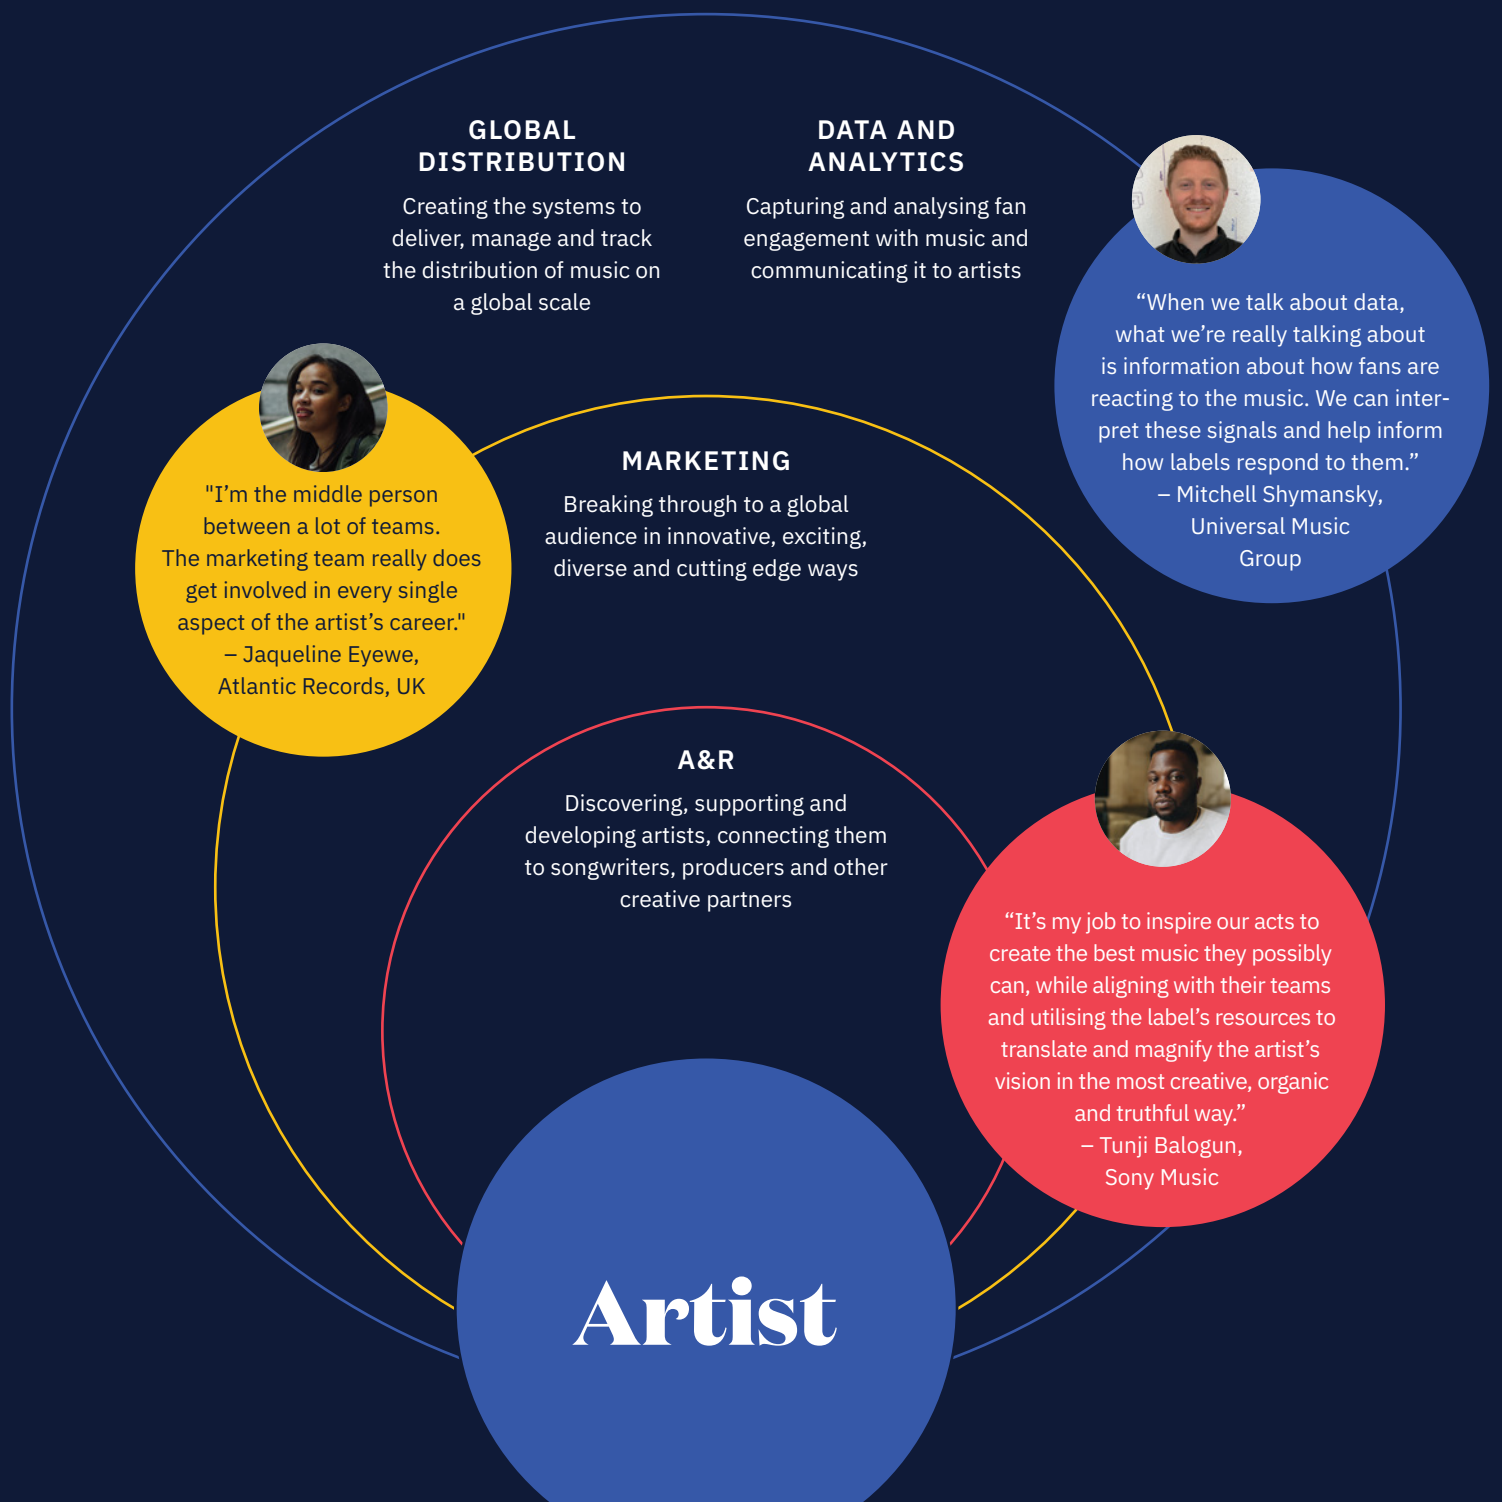 GLOBAL
DISTRIBUTION
Creating the systems to
deliver, manage and track
the distribution of music on
a global scale
DATA AND
ANALYTICS
Capturing and analysing fan
engagement with music and
communicating it to artists
“When we talk about data,
what we’re really talking about
is information about how fans are
reacting to the music. We can inter-
pret these signals and help inform
how labels respond to them.”
– Mitchell Shymansky,
Universal Music
Group
"I’m the middle person
between a lot of teams.
The marketing team really does
get involved in every single
aspect of the artist’s career."
– Jaqueline Eyewe,
Atlantic Records, UK
MARKETING
Breaking through to a global
audience in innovative, exciting,
diverse and cutting edge ways
A&R
Discovering, supporting and
developing artists, connecting them
to songwriters, producers and other
creative partners
“It’s my job to inspire our acts to
create the best music they possibly
can, while aligning with their teams
and utilising the label’s resources to
translate and magnify the artist’s
vision in the most creative, organic
and truthful way.”
– Tunji Balogun,
Sony Music
Artist